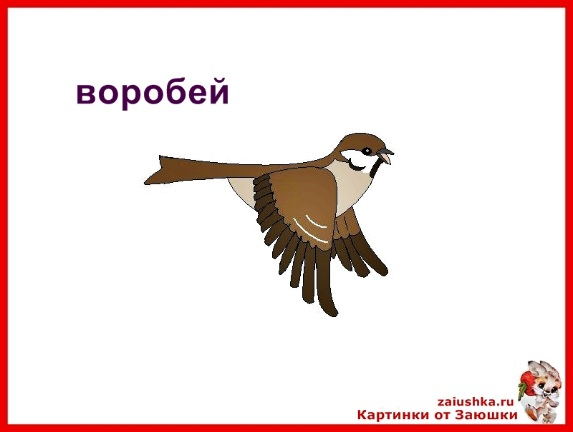 воробей
zaiushka.ru
Картинки от Заюшки